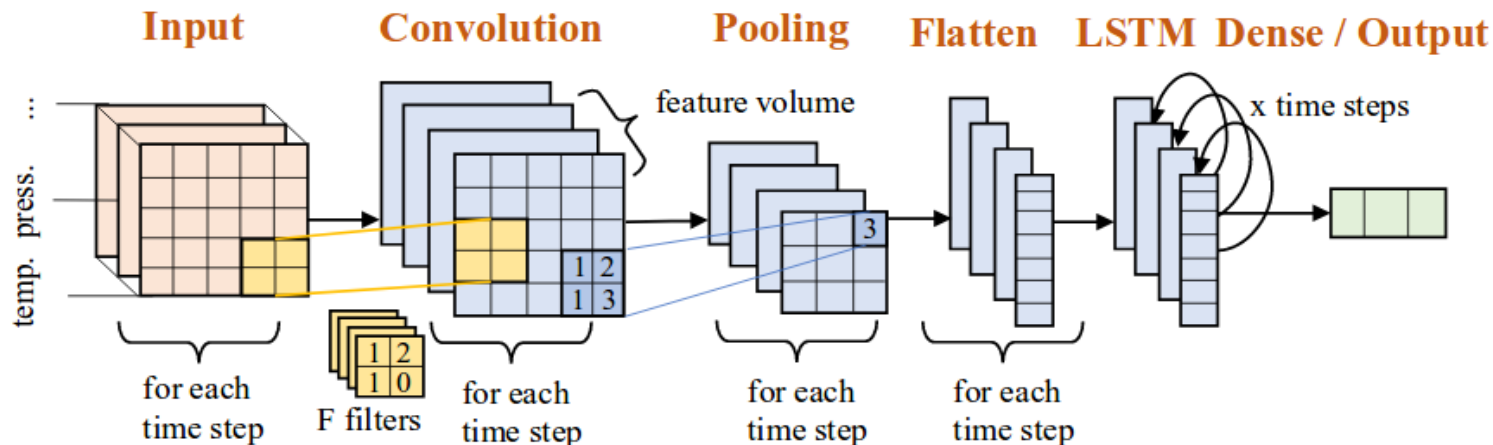 Input
Convolution
Pooling
Flatten
LSTM
Dense / Output
...
press.
temp.
feature volume
x time steps
3
1 2
1 3
1 2
1 0
F filters
for each
time step
for each
time step
for each
time step
for each
time step